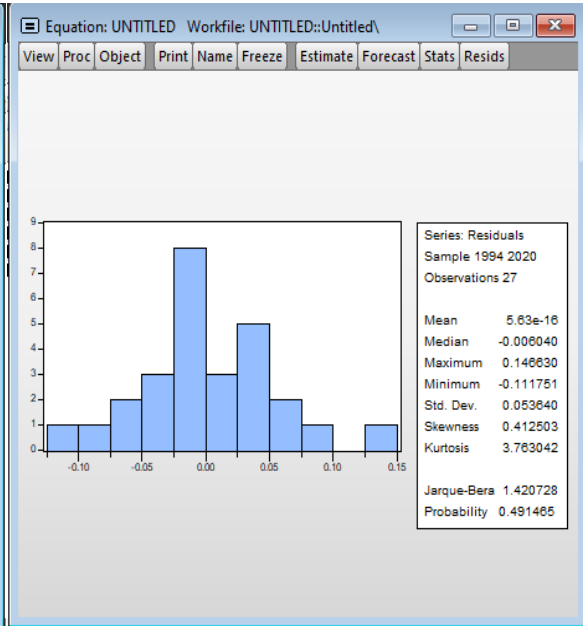 Equation: UNTITLED Workfile: UNTITLED::Untitled\
View Proc Object Print Name Freeze Estimate Forecast Stats Resids
9
8
7
6
5
4
3
2
1
0
-0.10 -0.05 0.00 0.05 0.10 0.15
Series: Residuals
Sample 1994 2020
Observations 27
Mean 5.63e-16
Median -0.006040
Maximum 0.146630
Minimum -0.111751
Std. Dev. 0.053640
Skewness 0.412503
Kurtosis 3.763042
Jarque-Bera 1.420728
Probability 0.491465